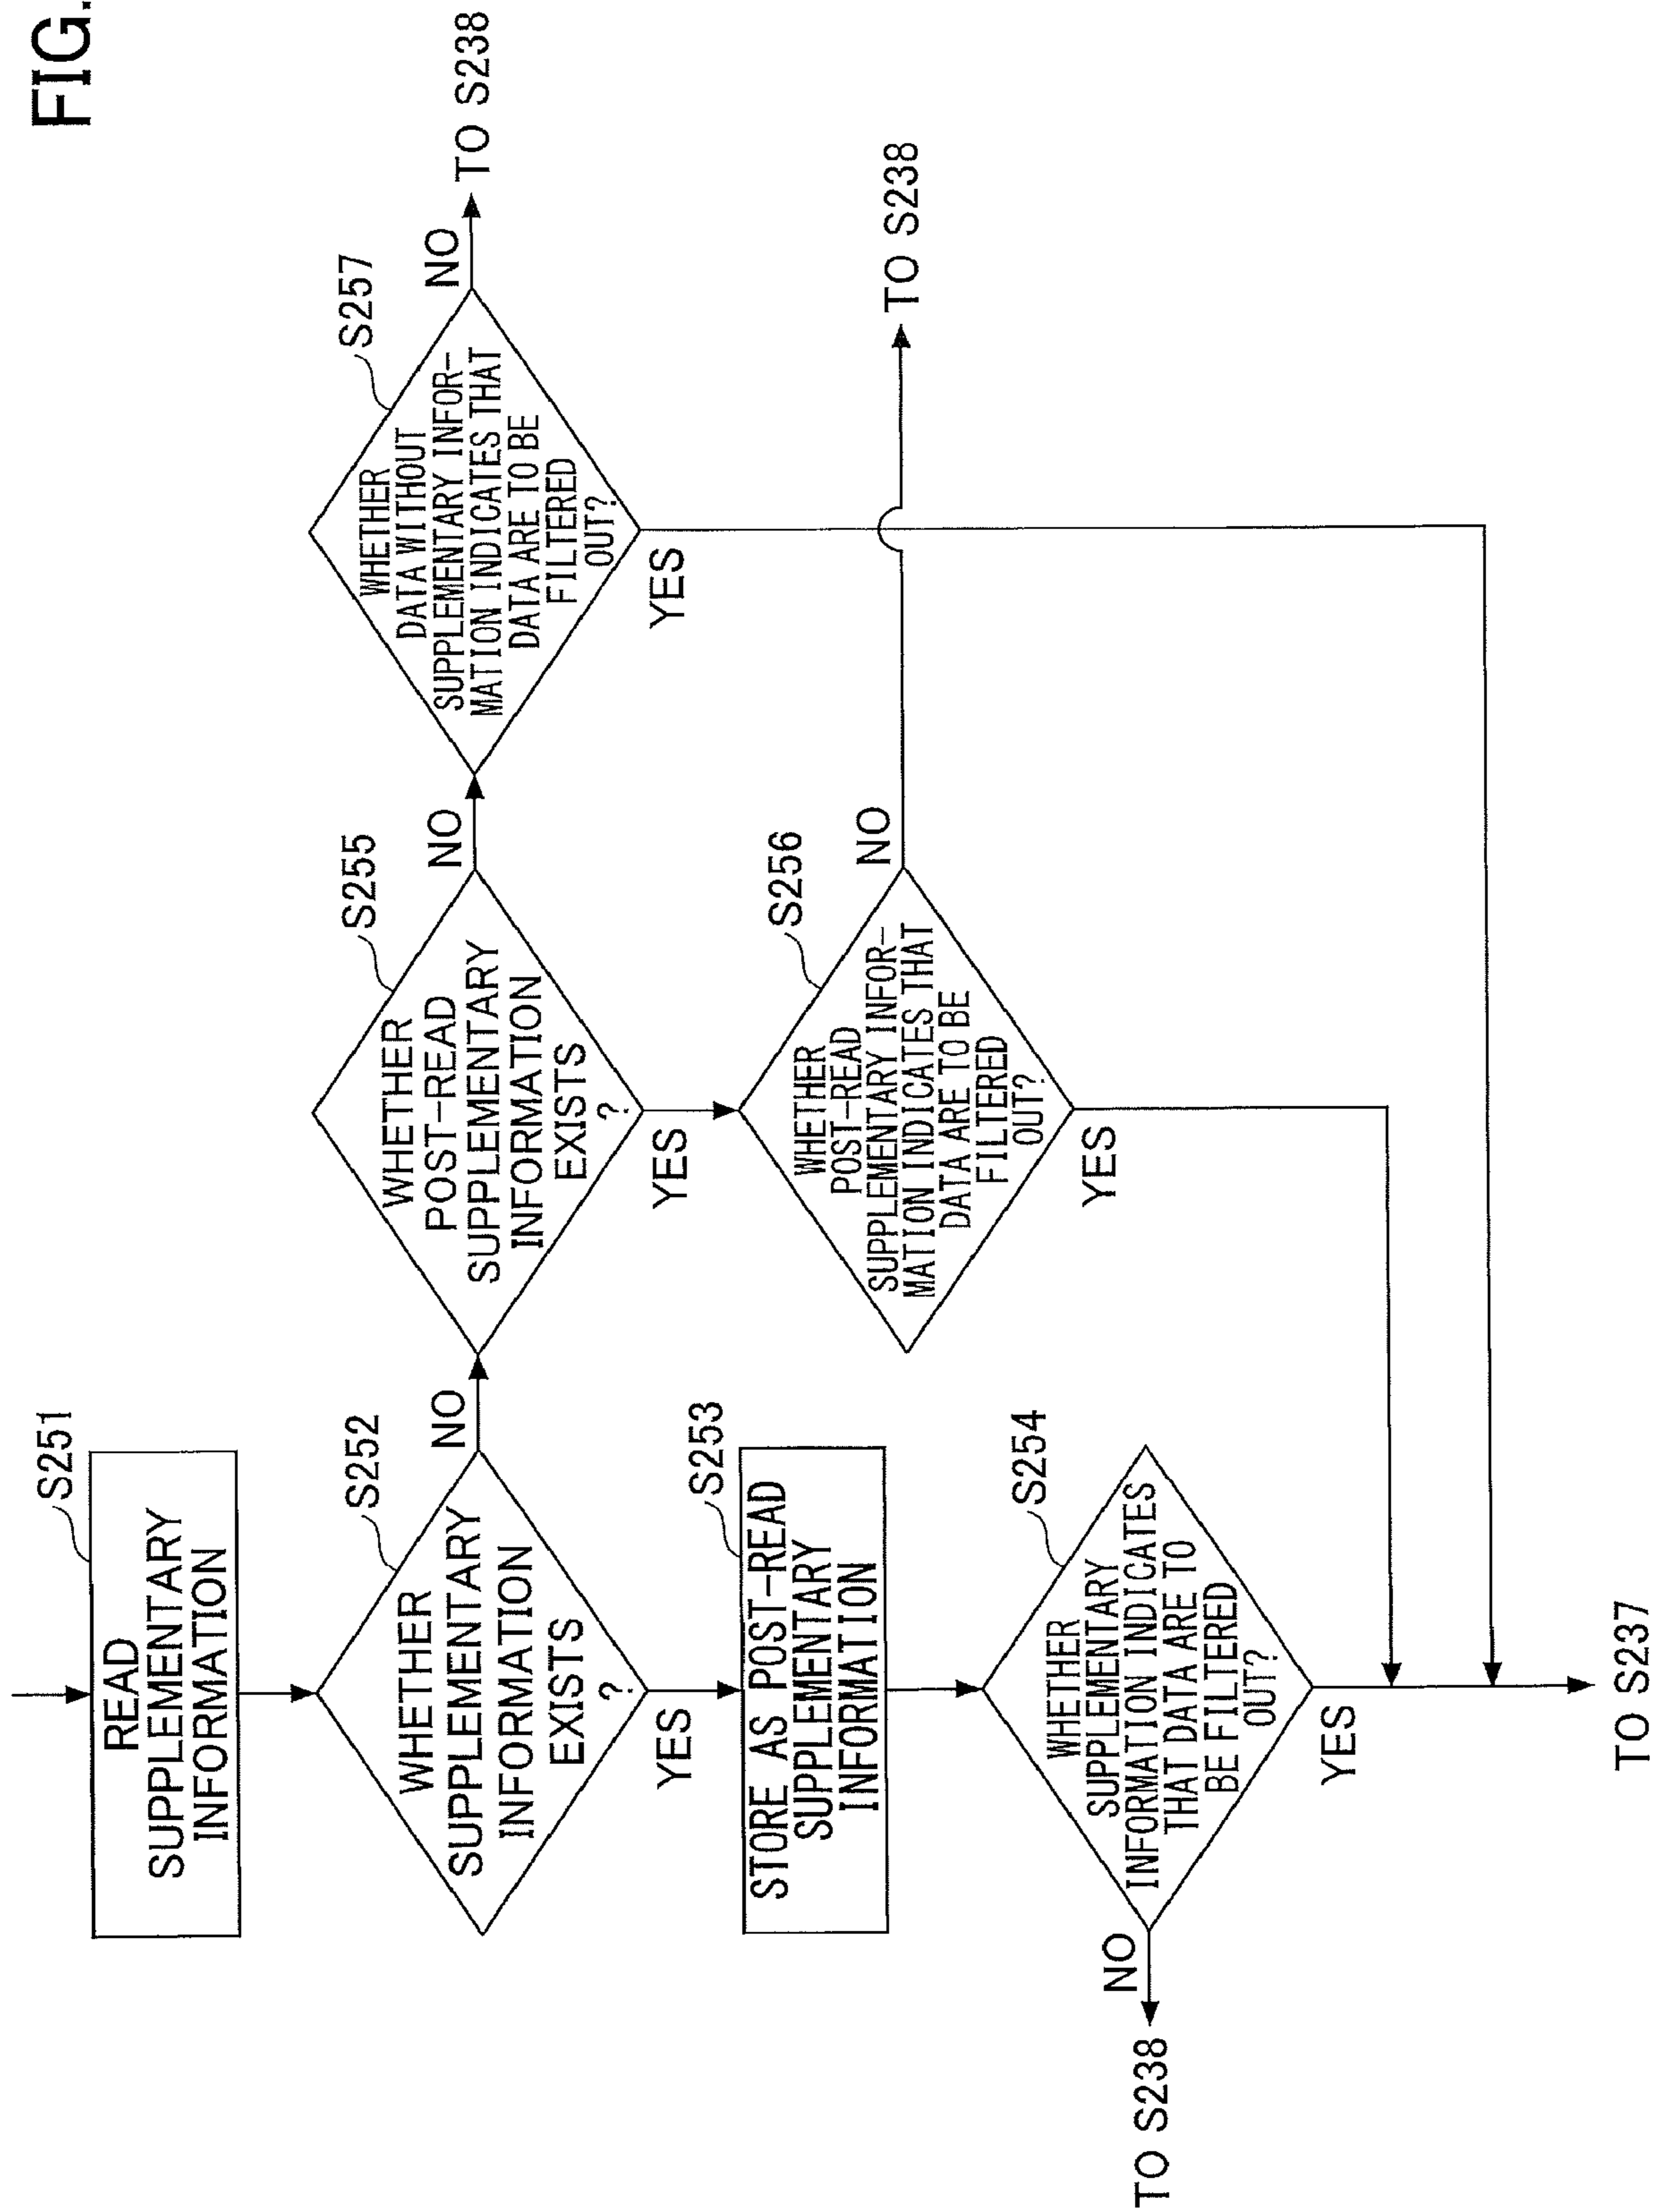 FIG.
S251
READ
SUPPLEMENTARY
INFORMATION
S252
WHETHER
SUPPLEMENTARY
INFORMATION
EXISTS
?
NO
YES
S253
STORE AS POST-READ
SUPPLEMENTARY
INFORMATION
S254
WHETHER
SUPPLEMENTARY
INFORMATION INDICATES
THAT DATA ARE TO
BE FILTERED
OUT?
NO
TO S238
YES
TO S237
S255
WHETHER
POST-READ
SUPPLEMENTARY
INFORMATION
EXISTS
?
NO
YES
S256
WHETHER
POST-READ
SUPPLEMENTARY INFOR-
MATION INDICATES THAT
DATA ARE TO BE
FILTERED
OUT?
NO
TO S238
YES
S257
WHETHER
DATA WITHOUT
SUPPLEMENTARY INFOR-
MATION INDICATES THAT
DATA ARE TO BE
FILTERED
OUT?
NO
TO S238
YES